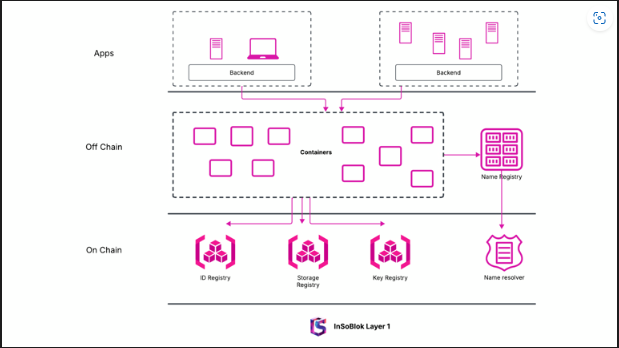 Apps
Backend
Backend
Off Chain
Containers
Name Registry
On Chain
ID Registry
Storage
Registry
Key Registry
Name resolver
InSoBlok Layer 1